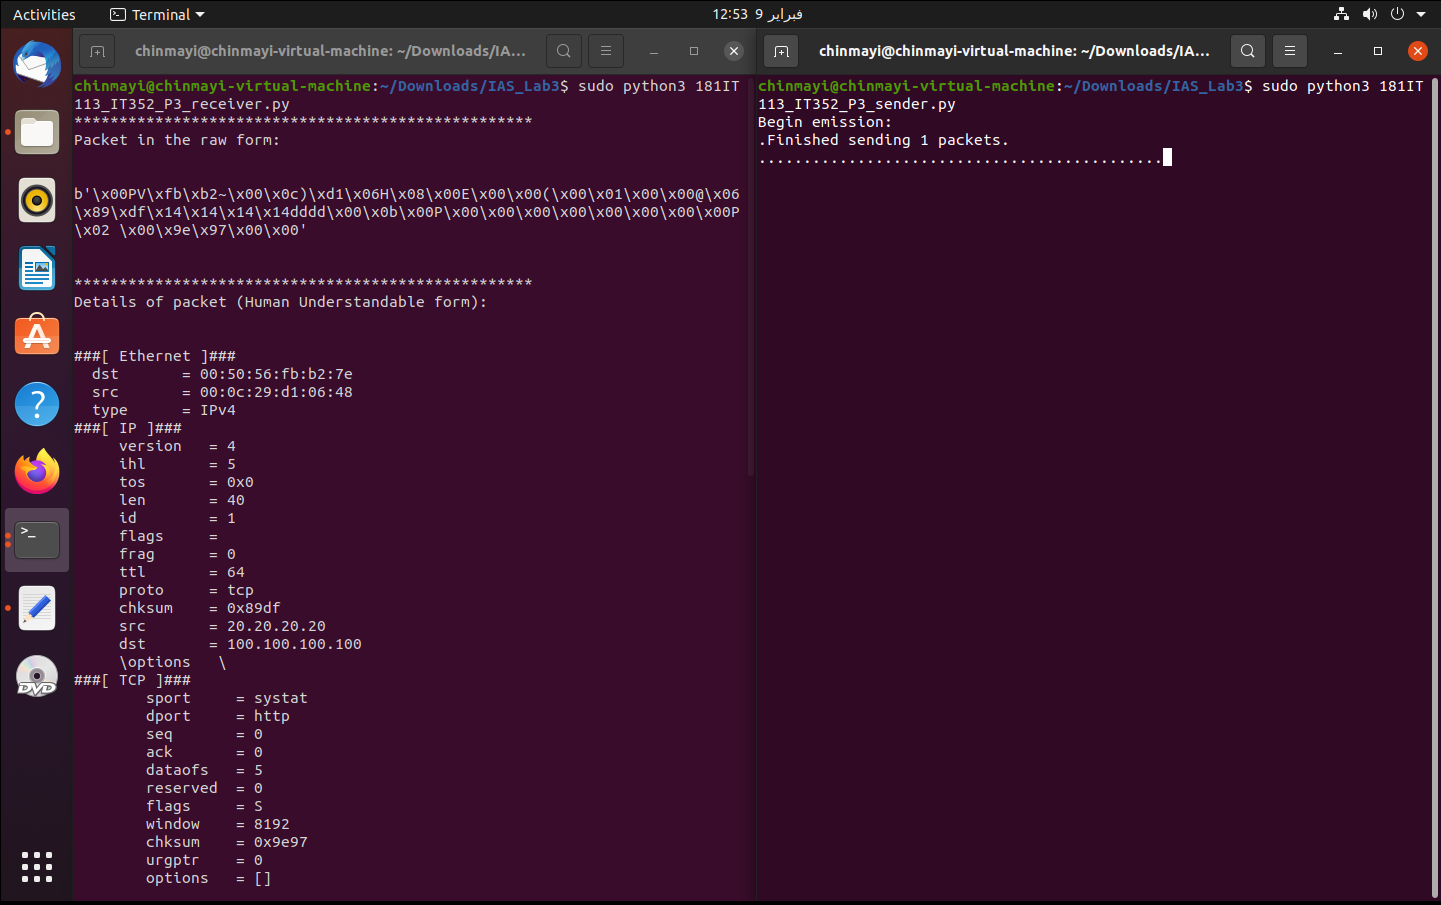 Activities
Terminal
12:53 9 فبراير
chinmayi@chinmayi-virtual-machine: ~/Downloads/IA...
chinmayi@chinmayi-virtual-machine:~/Downloads/IAS_Lab3$ sudo python3 181IT
113_IT352_P3_receiver.py
***************************************************
Packet in the raw form:
b'\x00PV\xfb\xb2~\x00\x0c)\xd1\x06H\x08\x00E\x00\x00(\x00\x01\x00\x00@\x06
\x89\xdf\x14\x14\x14\x14dddd\x00\x0b\x00P\x00\x00\x00\x00\x00\x00\x00\x00P
\x02 \x00\x9e\x97\x00\x00'
***************************************************
Details of packet (Human Understandable form):
###[ Ethernet ]###
dst = 00:50:56:fb:b2:7e
src = 00:0c:29:d1:06:48
type = IPv4
###[ IP ]###
version = 4
ihl = 5
tos = 0x0
len = 40
id = 1
flags =
frag = 0
ttl = 64
proto = tcp
chksum = 0x89df
src = 20.20.20.20
dst = 100.100.100.100
\options \
###[ TCP ]###
sport = systat
dport = http
seq = 0
ack = 0
dataofs = 5
reserved = 0
flags = S
window = 8192
chksum = 0x9e97
urgptr = 0
options = []
chinmayi@chinmayi-virtual-machine: ~/Downloads/IA...
chinmayi@chinmayi-virtual-machine:~/Downloads/IAS_Lab3$ sudo python3 181IT
113_IT352_P3_sender.py
Begin emission:
.Finished sending 1 packets.
.............................................
DVD